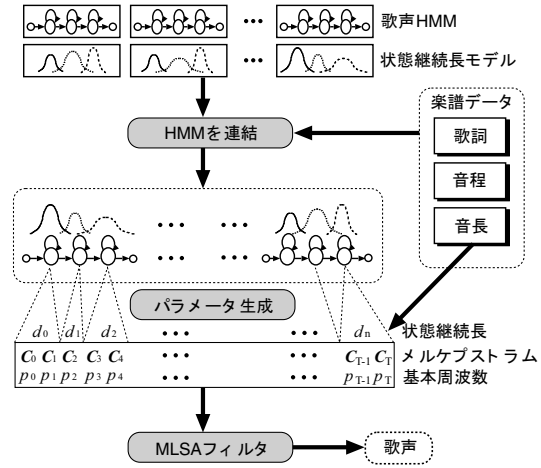 歌声HMM
状態継続長モデル
楽譜データ
HMMを連結
歌詞
音程
音長
パラメータ生成
d0 d1 d2 dn 状態継続長
C0 C1 C2 C3 C4 CT-1 CT メルケプストラム
p0 p1 p2 p3 p4 pT-1 pT 基本周波数
MLSAフィルタ
歌声